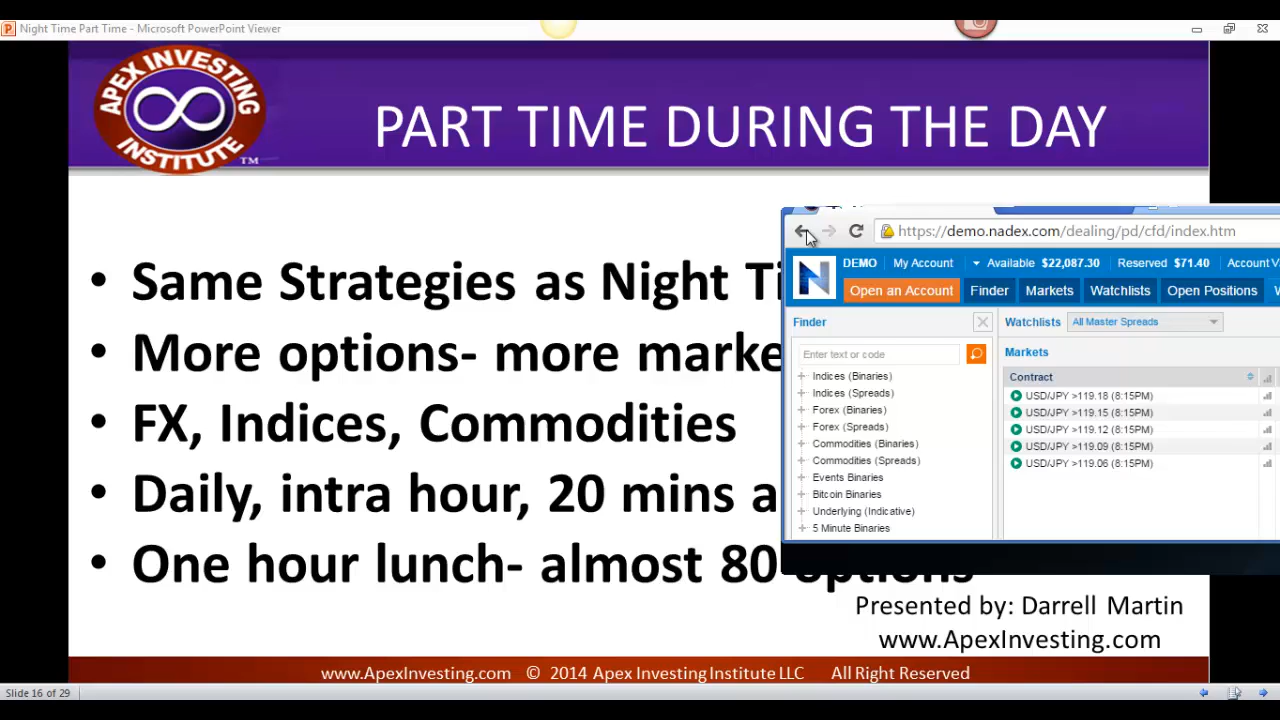 Night Time Part Time - Microsoft PowerPoint Viewer
APEX INVESTING
INSTITUTE TM
PART TIME DURING THE DAY
• Same Strategies as Night
• More options- more
• FX, Indices, Commodities
• Daily, intra hour, 20 mins
• One hour lunch- almost 80 options
https://demo.nadex.com/dealing/pd/cfd/index.htm
DEMO My Account Available $22,087.30 Reserved $71.40 Account
N
Open an Account Finder Markets Watchlists Open Positions
Finder
Enter text or code
Indices (Binaries)
Indices (Spreads)
Forex (Binaries)
Forex (Spreads)
Commodities (Binaries)
Commodities (Spreads)
Events Binaries
Bitcoin Binaries
Underlying (Indicative)
5 Minute Binaries
Watchlists All Master Spreads
Markets
Contract
USD/JPY >119.18 (8:15PM)
USD/JPY >119.15 (8:15PM)
USD/JPY >119.12 (8:15PM)
USD/JPY >119.09 (8:15PM)
USD/JPY >119.06 (8:15PM)
Presented by: Darrell Martin
www.ApexInvesting.com
www.ApexInvesting.com © 2014 Apex Investing Institute LLC All Right Reserved
Slide 16 of 29